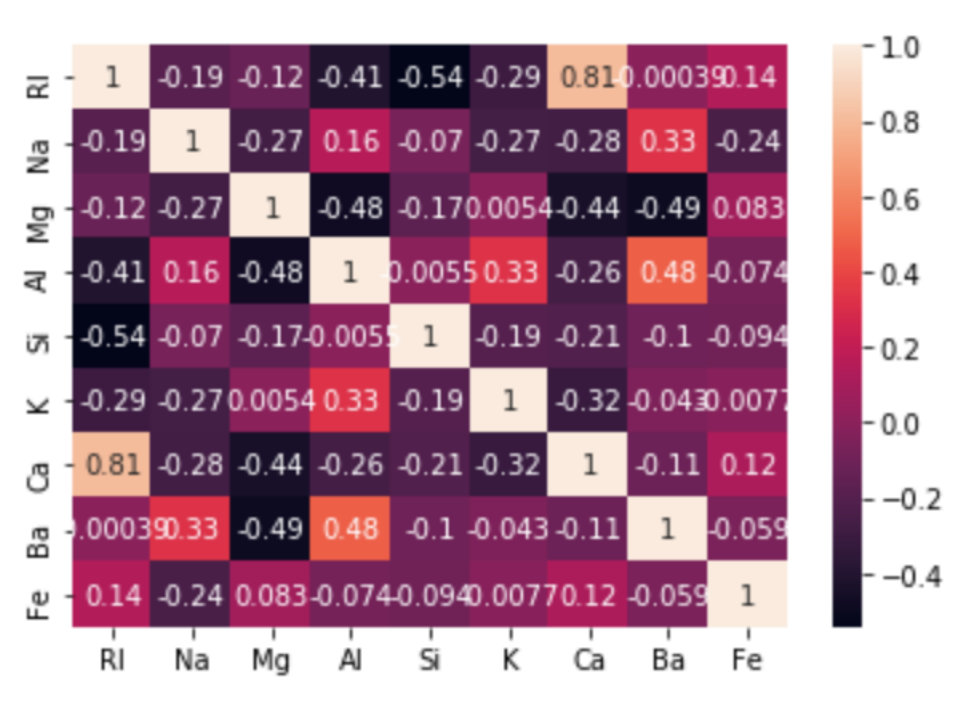 RI 1 -0.19 -0.12 -0.41 -0.54 -0.29 0.81 -0.00039 0.14
Na -0.19 1 -0.27 0.16 -0.07 -0.27 -0.28 0.33 -0.24
Mg -0.12 -0.27 1 -0.48 -0.17 0.0054 -0.44 -0.49 0.083
Al -0.41 0.16 -0.48 1 -0.0055 0.33 -0.26 0.48 -0.074
Si -0.54 -0.07 -0.17 -0.0055 1 -0.19 -0.21 -0.1 -0.094
K -0.29 -0.27 0.0054 0.33 -0.19 1 -0.32 -0.043 -0.0077
Ca 0.81 -0.28 -0.44 -0.26 -0.21 -0.32 1 -0.11 0.12
Ba -0.00039 0.33 -0.49 0.48 -0.1 -0.043 -0.11 1 -0.059
Fe 0.14 -0.24 0.083 -0.074 -0.094 -0.0077 0.12 -0.059 1
RI Na Mg Al Si K Ca Ba Fe
1.0
0.8
0.6
0.4
0.2
0.0
−0.2
−0.4